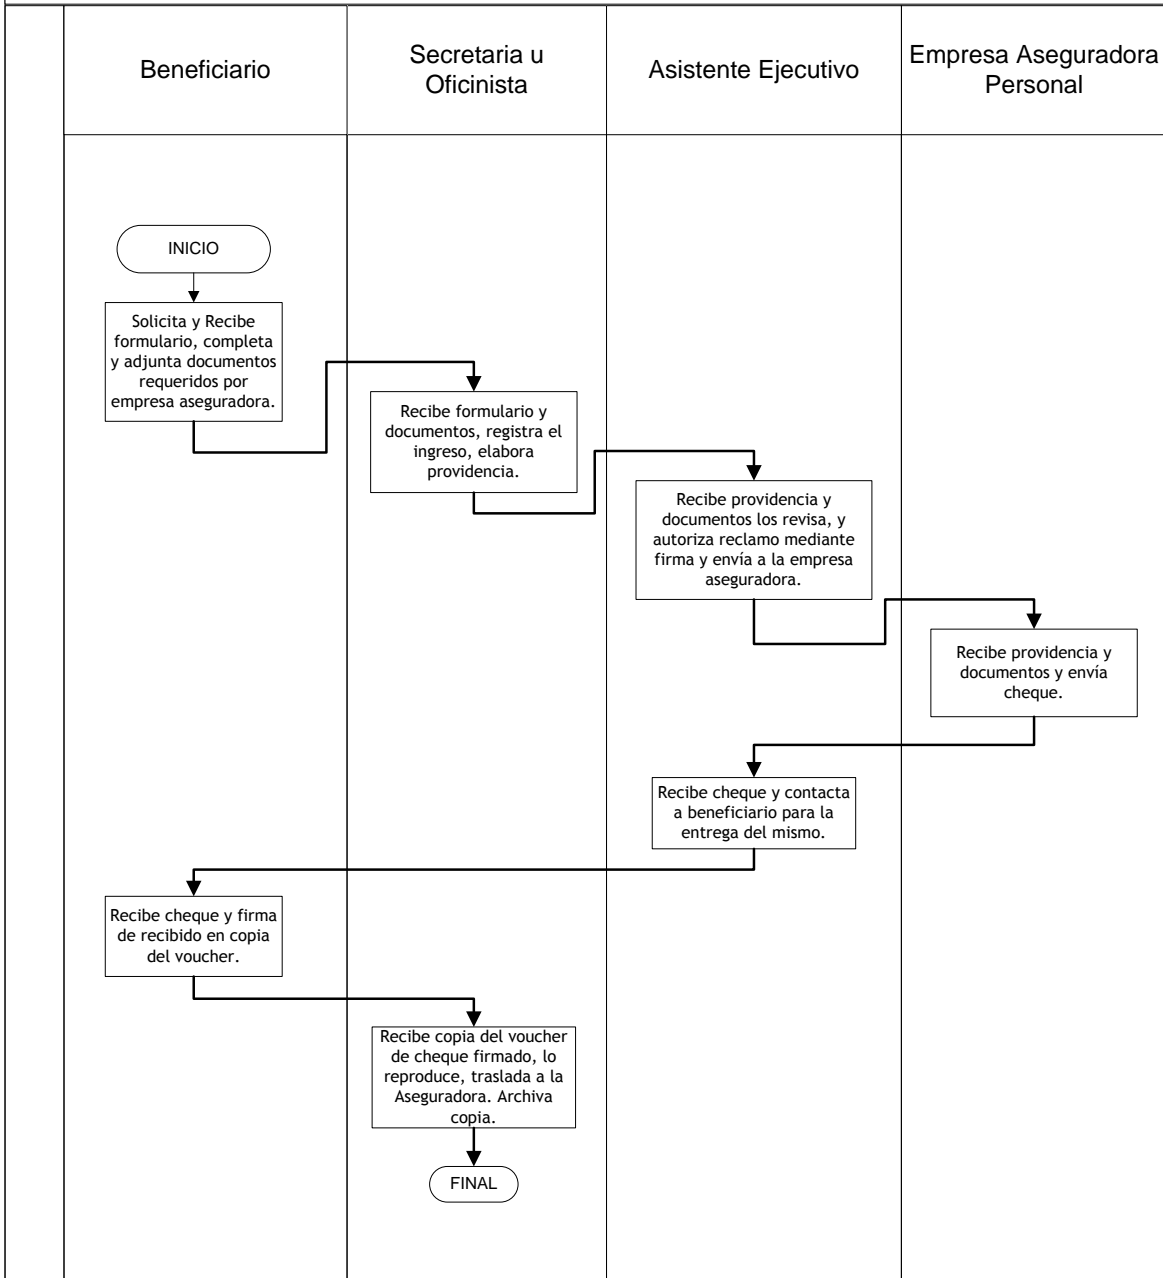 Beneficiario
Secretaria u
Oficinista
Asistente Ejecutivo
Empresa Aseguradora
Personal
INICIO
Solicita y Recibe
formulario, completa
y adjunta documentos
requeridos por
empresa aseguradora.
Recibe formulario y
documentos, registra el
ingreso, elabora
providencia.
Recibe providencia y
documentos los revisa, y
autoriza reclamo mediante
firma y envía a la empresa
aseguradora.
Recibe providencia y
documentos y envía
cheque.
Recibe cheque y contacta
a beneficiario para la
entrega del mismo.
Recibe cheque y firma
de recibido en copia
del voucher.
Recibe copia del voucher
de cheque firmado, lo
reproduce, traslada a la
Aseguradora. Archiva
copia.
FINAL